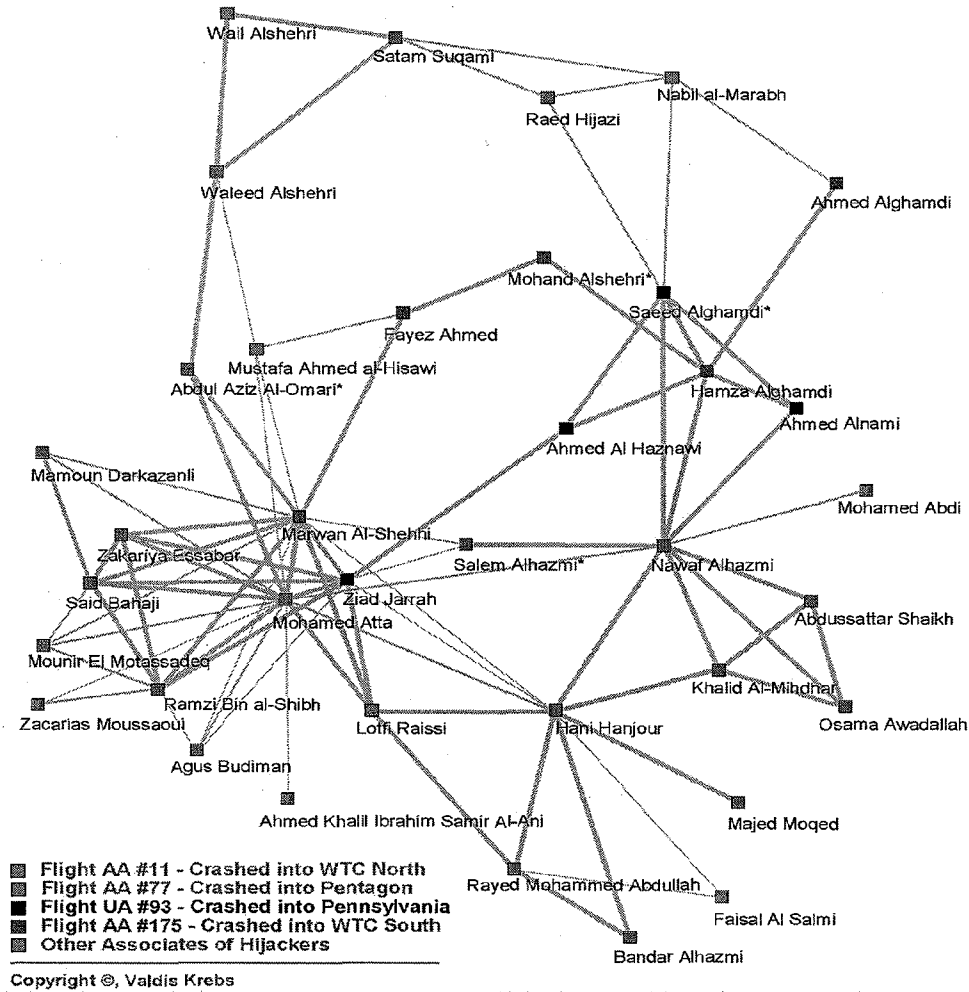 Wail Alshehri
Satam Suqami
Nabil al-Marabh
Raed Hijazi
Waleed Alshehri
Ahmed Alghamdi
Mohand Alshehri*
Saeed Alghamdi*
Fayez Ahmed
Mustafa Ahmed al-Hisawi
Abdul Aziz Al-Omari*
Hamza Alghamdi
Ahmed Alnami
Ahmed Al Haznawi
Mamoun Darkazanli
Mohamed Abdi
Marwan Al-Shehhi
Zakariya Essabar
Salem Alhazmi*
Nawaf Alhazmi
Said Bahaji
Ziad Jarrah
Mohamed Atta
Abdussattar Shaikh
Mounir El Motassadeq
Khalid Al-Mihdhar
Ramzi Bin al-Shibh
Zacarias Moussaoui
Lotfi Raissi
Hani Hanjour
Osama Awadallah
Agus Budiman
Ahmed Khalil Ibrahim Samir Al-Ani
Majed Moqed
Flight AA #11 - Crashed into WTC North
Flight AA #77 - Crashed into Pentagon
Flight UA #93 - Crashed into Pennsylvania
Flight AA #175 - Crashed into WTC South
Other Associates of Hijackers
Rayed Mohammed Abdullah
Faisal Al Salmi
Bandar Alhazmi
Copyright ©, Valdis Krebs